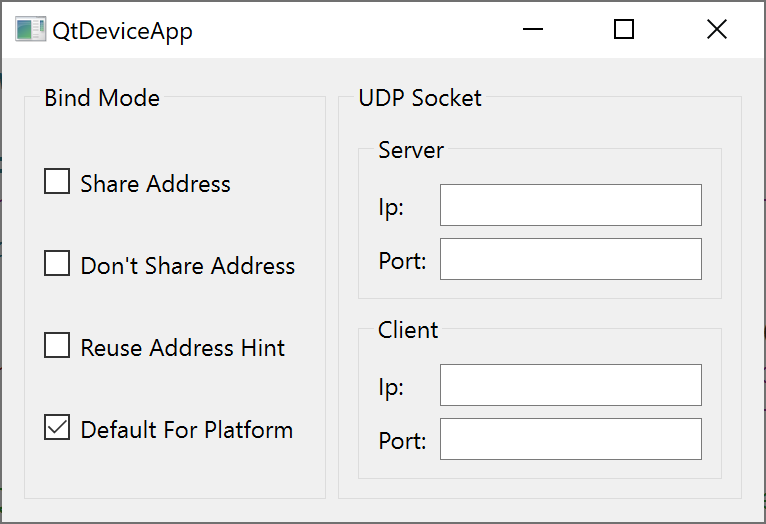 QtDeviceApp
Bind Mode
Share Address
Don't Share Address
Reuse Address Hint
Default For Platform
UDP Socket
Server
Ip:
Port:
Client
Ip:
Port: